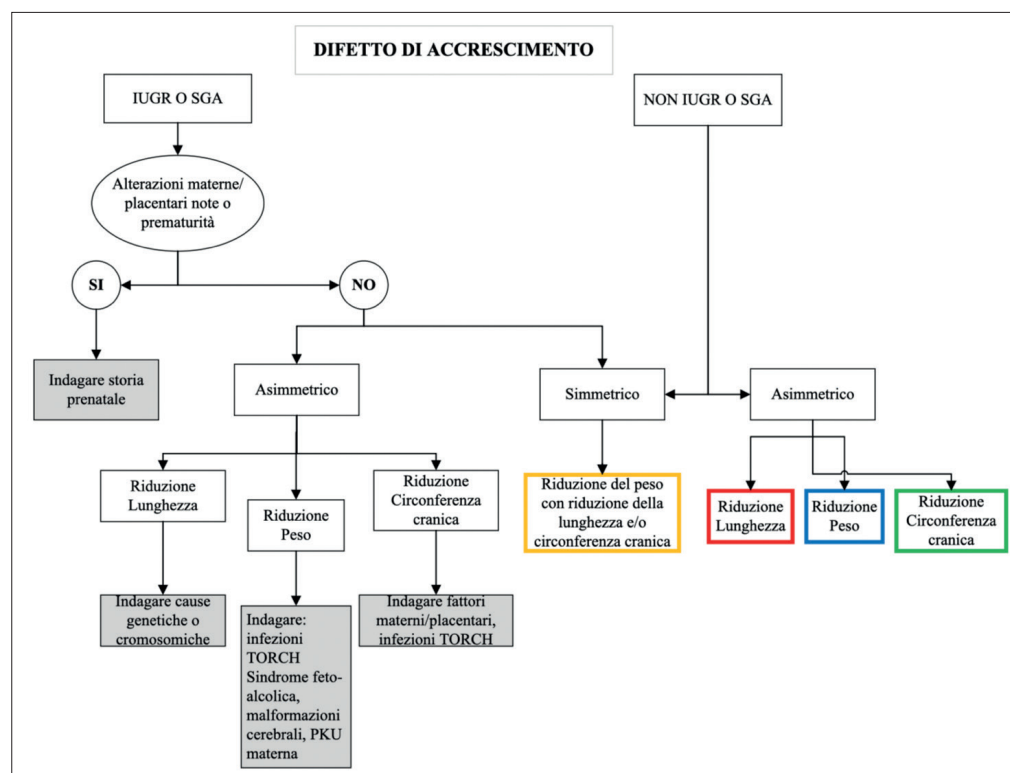 DIFETTO DI ACCRESCIMENTO
IUGR O SGA
NON IUGR O SGA
Alterazioni materne/
placentari note o
prematurità
SI
NO
Indagare storia
prenatale
Asimmetrico
Simmetrico
Asimmetrico
Riduzione
Lunghezza
Riduzione
Peso
Riduzione
Circonferenza
cranica
Riduzione del peso
con riduzione della
lunghezza e/o
circonferenza cranica
Riduzione
Lunghezza
Riduzione
Peso
Riduzione
Circonferenza
cranica
Indagare cause
genetiche o
cromosomiche
Indagare:
infezioni
TORCH
Sindrome feto-
alcolica,
malformazioni
cerebrali, PKU
materna
Indagare fattori
materni/placentari,
infezioni TORCH